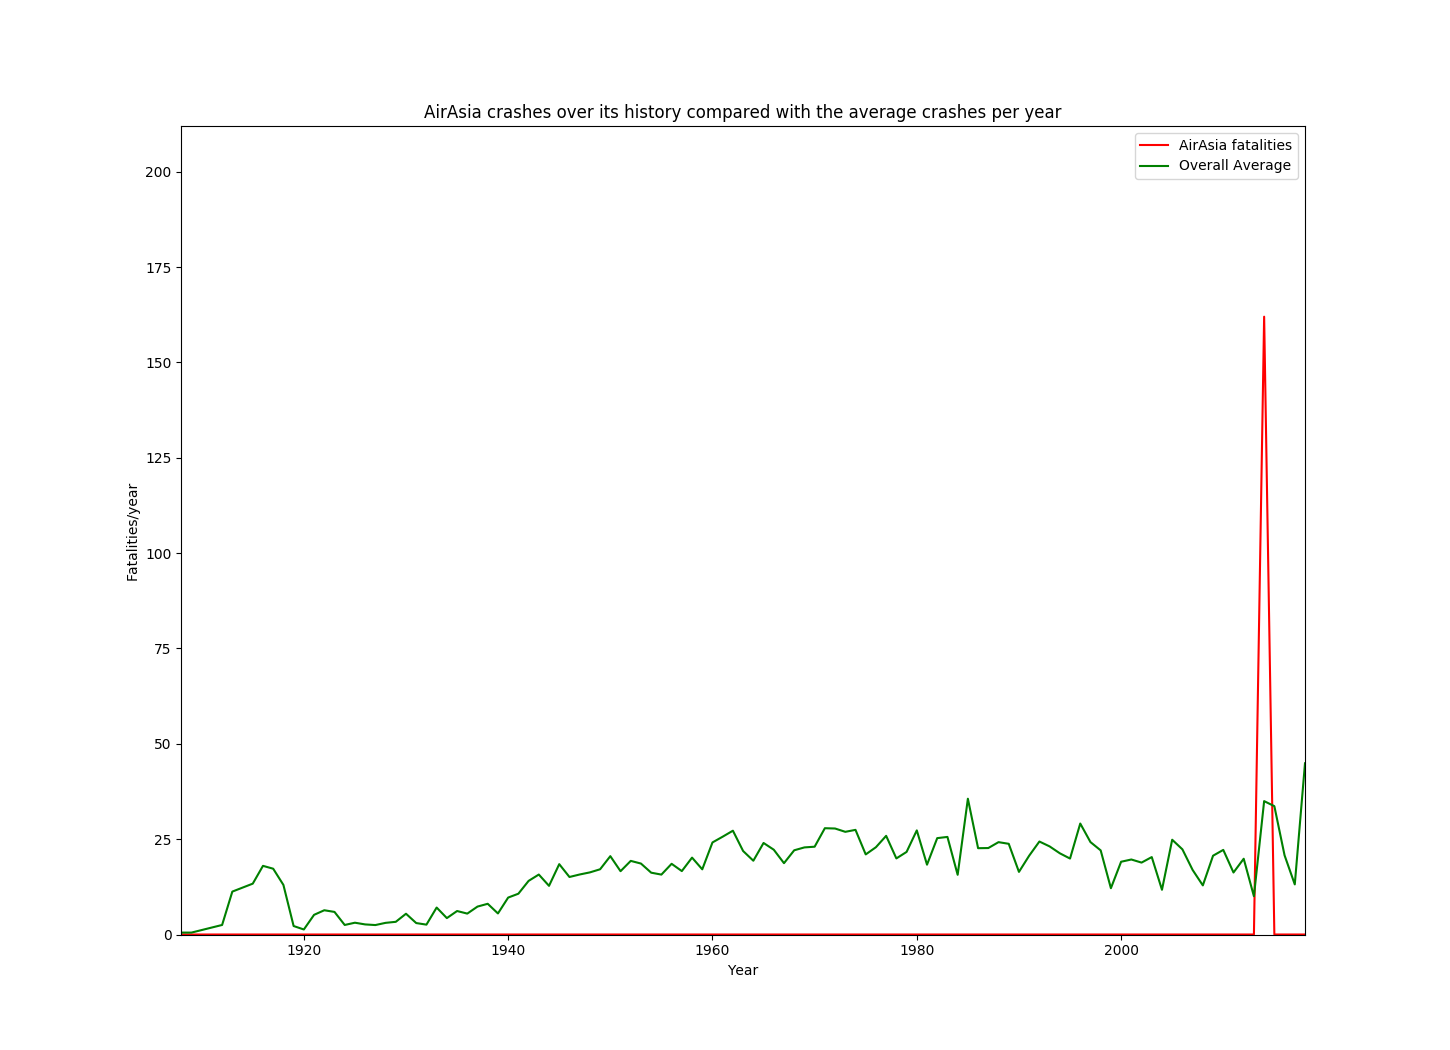 AirAsia crashes over its history compared with the average crashes per year
AirAsia fatalities
Overall Average
200
175
150
125
100
75
50
25
0
Fatalities/year
1920 1940 1960 1980 2000
Year